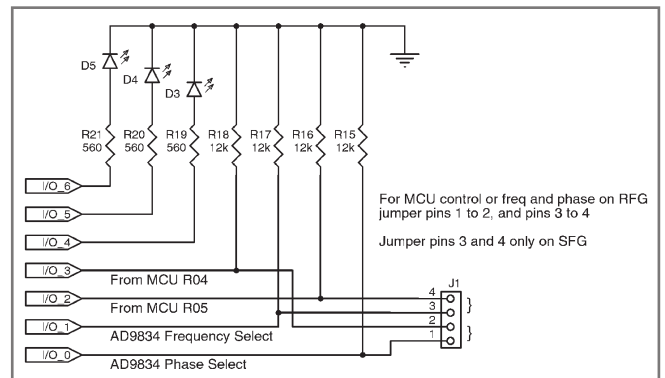 D5
D4
D3
R21
560
R20
560
R19
560
R18
12k
R17
12k
R16
12k
R15
12k
I/O_6
I/O_5
I/O_4
I/O_3
From MCU R04
I/O_2
From MCU R05
I/O_1
AD9834 Frequency Select
I/O_0
AD9834 Phase Select
For MCU control or freq and phase on RFG
jumper pins 1 to 2, and pins 3 to 4
Jumper pins 3 and 4 only on SFG
J1
4
3
2
1